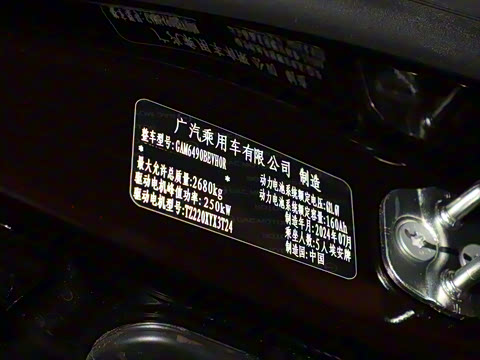 广汽乘用车有限公司 制造
整车型号:GAM6490BEVH0R
动力电池系统额定电压:
* *
动力电池系统额定容量:160Ah
最大允许总质量:2680kg
制造年月:2024年07月
驱动电机峰值功率:250kW
乘坐人数:5人 埃安牌
驱动电机型号:TZ220XYX3T24
制造国:中国